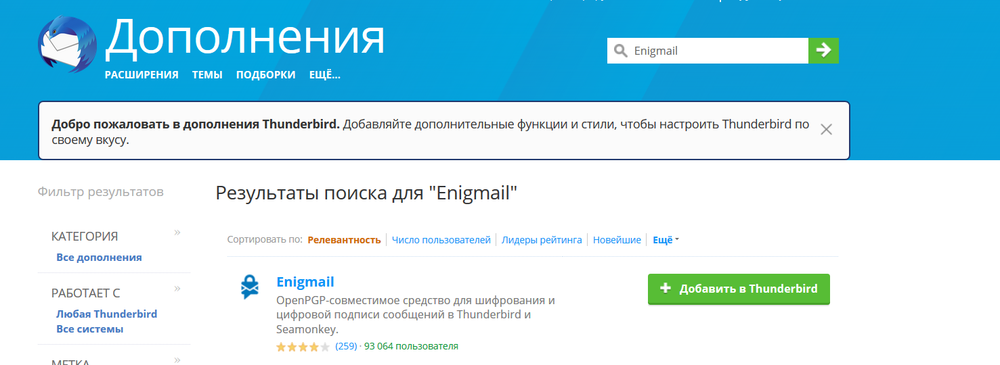 Дополнения
Enigmail
РАСШИРЕНИЯ ТЕМЫ ПОДБОРКИ ЕЩЁ...
Добро пожаловать в дополнения Thunderbird. Добавляйте дополнительные функции и стили, чтобы настроить Thunderbird по
своему вкусу.
Фильтр результатов
Результаты поиска для "Enigmail"
КАТЕГОРИЯ »
Все дополнения
РАБОТАЕТ С »
Любая Thunderbird
Все системы
МЕТКА »
Сортировать по: Релевантность Число пользователей Лидеры рейтинга Новейшие Ещё
Enigmail
OpenPGP-совместимое средство для шифрования и
цифровой подписи сообщений в Thunderbird и
Seamonkey.
(259) · 93 064 пользователя
Добавить в Thunderbird